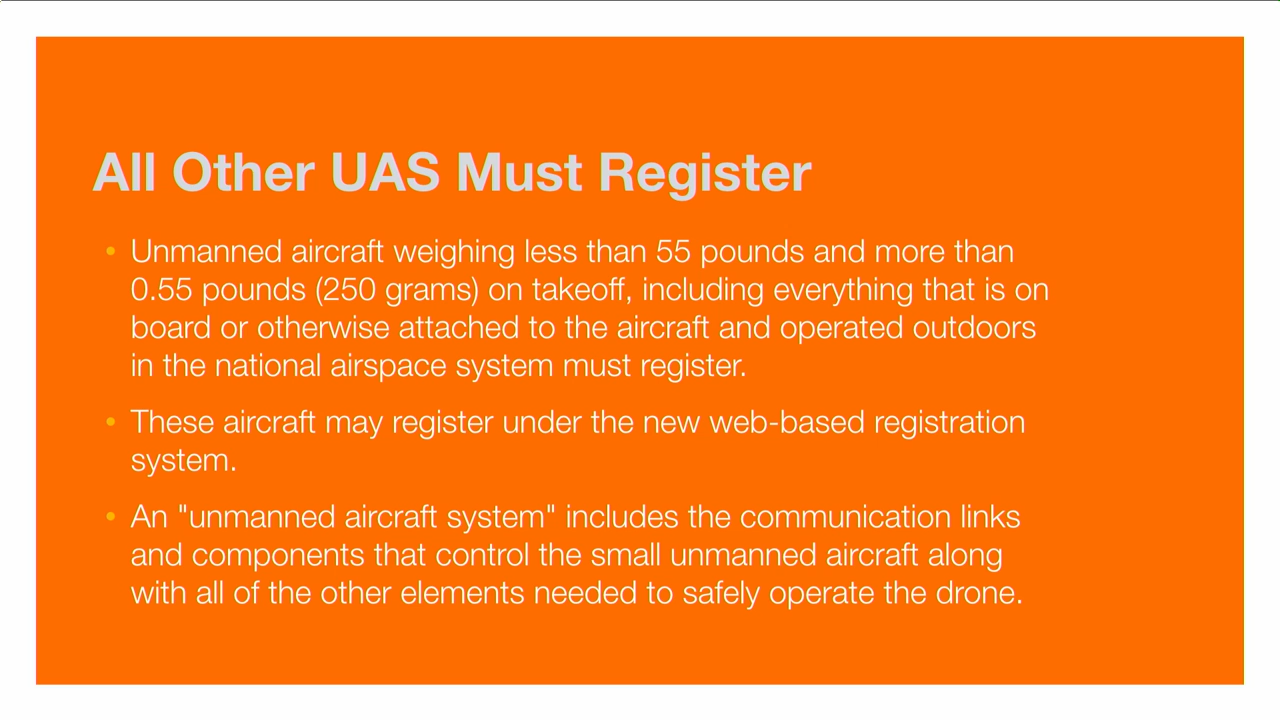 All Other UAS Must Register
• Unmanned aircraft weighing less than 55 pounds and more than
0.55 pounds (250 grams) on takeoff, including everything that is on
board or otherwise attached to the aircraft and operated outdoors
in the national airspace system must register.
• These aircraft may register under the new web-based registration
system.
• An "unmanned aircraft system" includes the communication links
and components that control the small unmanned aircraft along
with all of the other elements needed to safely operate the drone.